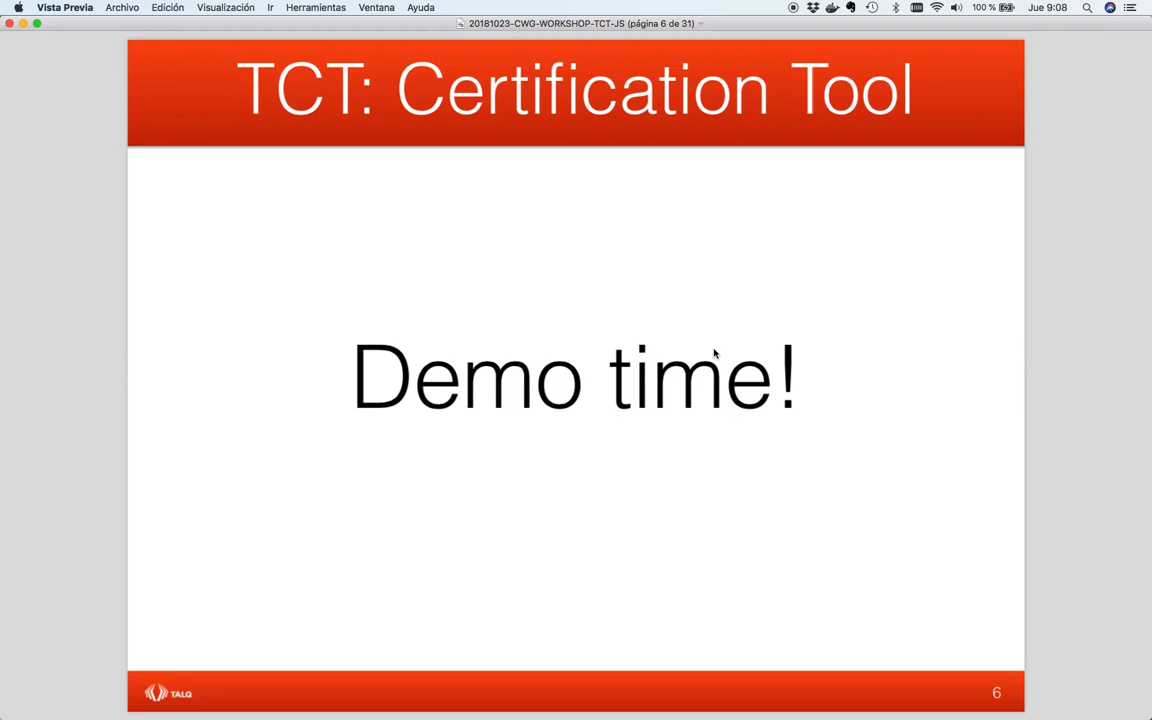 Vista Previa Archivo Edición Visualización Ir Herramientas Ventana Ayuda 100 % Jue 9:08
20181023-CWG-WORKSHOP-TCT-JS (página 6 de 31)
TCT: Certification Tool
Demo time!
TALQ 6